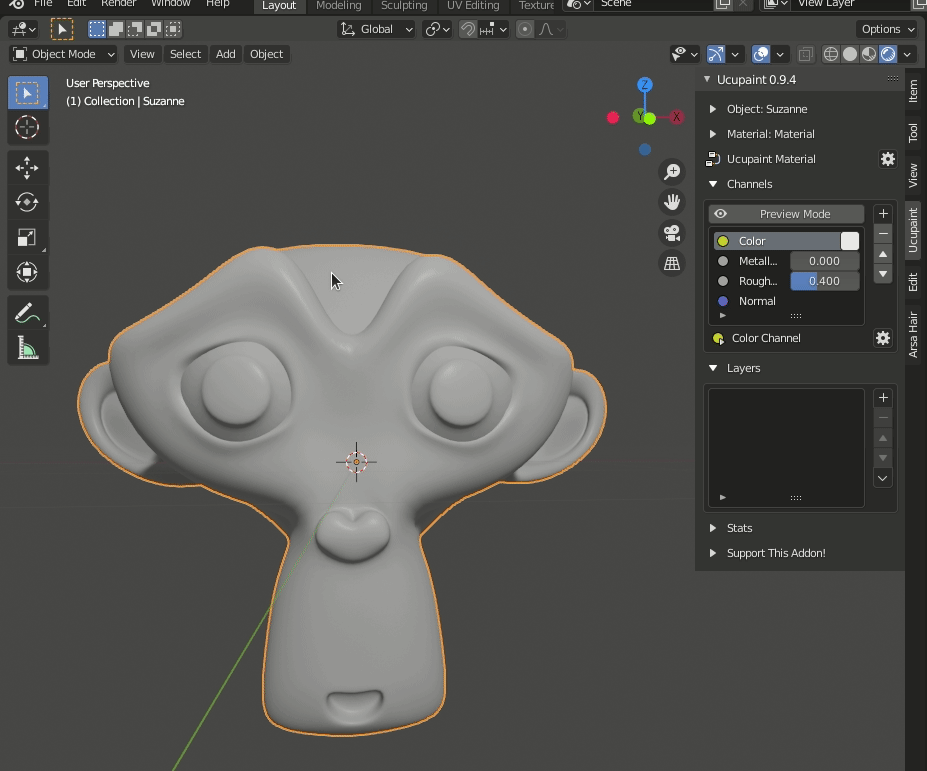 File Edit Render Window Help Layout Modeling Sculpting UV Editing Texture Scene View Layer
Global Options
Object Mode View Select Add Object
User Perspective
(1) Collection | Suzanne
Z
Y X
Ucupaint 0.9.4
Object: Suzanne
Material: Material
Ucupaint Material
Channels
Preview Mode
Color
Metall... 0.000
Rough... 0.400
Normal
Color Channel
Layers
Stats
Support This Addon!
Item
Tool
View
Ucupaint
Edit
Arsa Hair